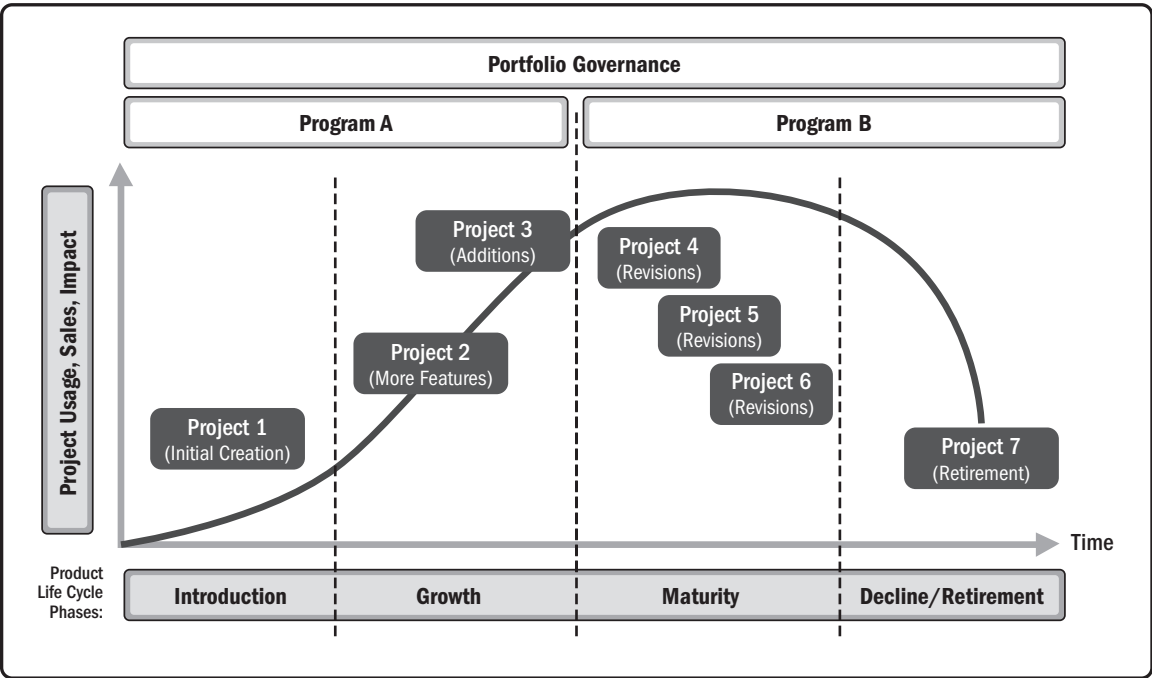 Portfolio Governance
Program A
Program B
Project Usage, Sales, Impact
Project 3
(Additions)
Project 4
(Revisions)
Project 5
(Revisions)
Project 2
(More Features)
Project 6
(Revisions)
Project 1
(Initial Creation)
Project 7
(Retirement)
Time
Product
Life Cycle
Phases:
Introduction
Growth
Maturity
Decline/Retirement